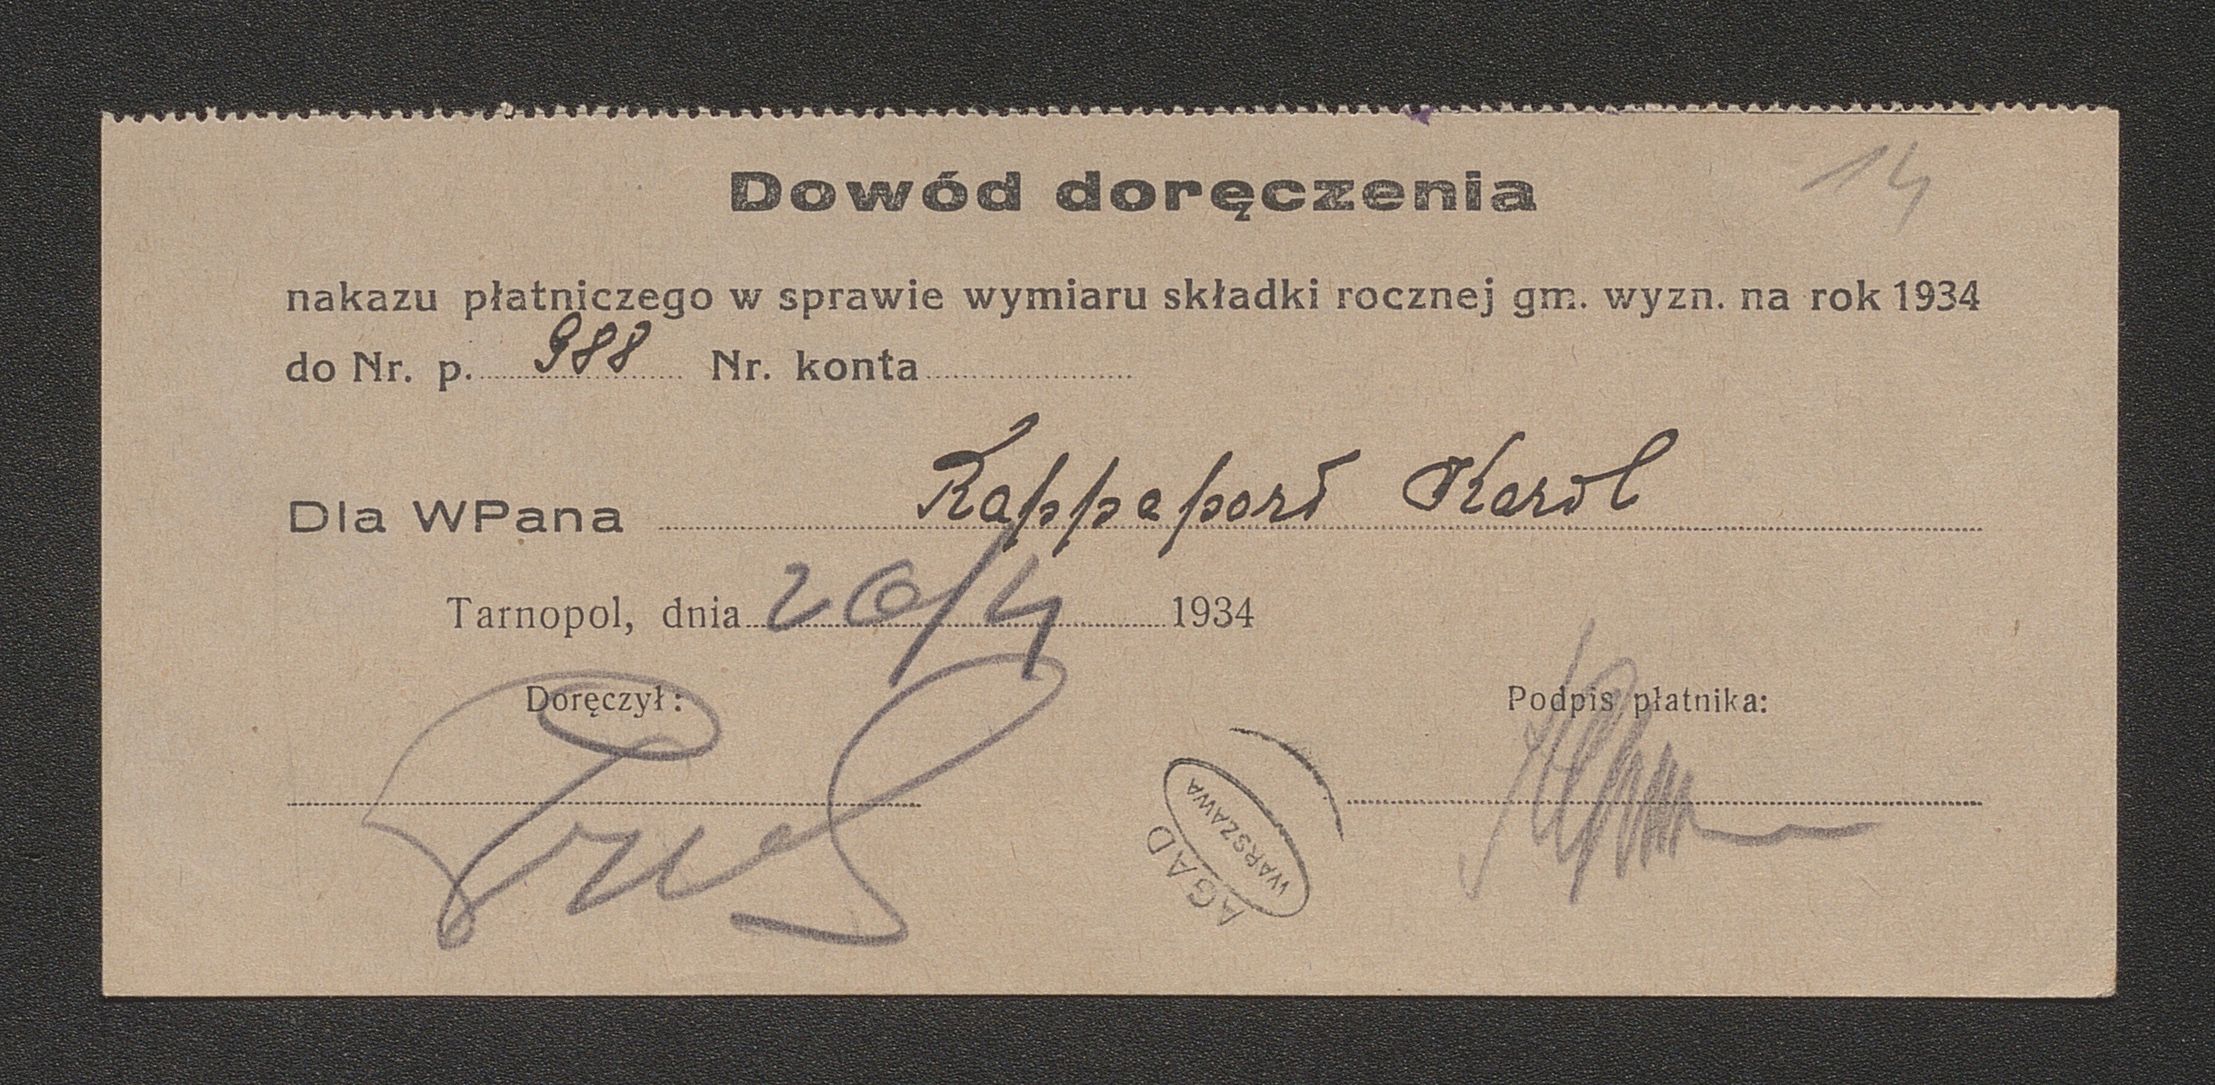 14
Dowód doręczenia
nakazu płatniczego w sprawie wymiaru składki rocznej gm. wyzn. na rok 1934
do Nr. p. 988 Nr. konta
Dla WPana Rappaport Karol
Tarnopol, dnia 20/4 1934
Doręczył: Podpis płatnika:
AGAD
WARSZAWA